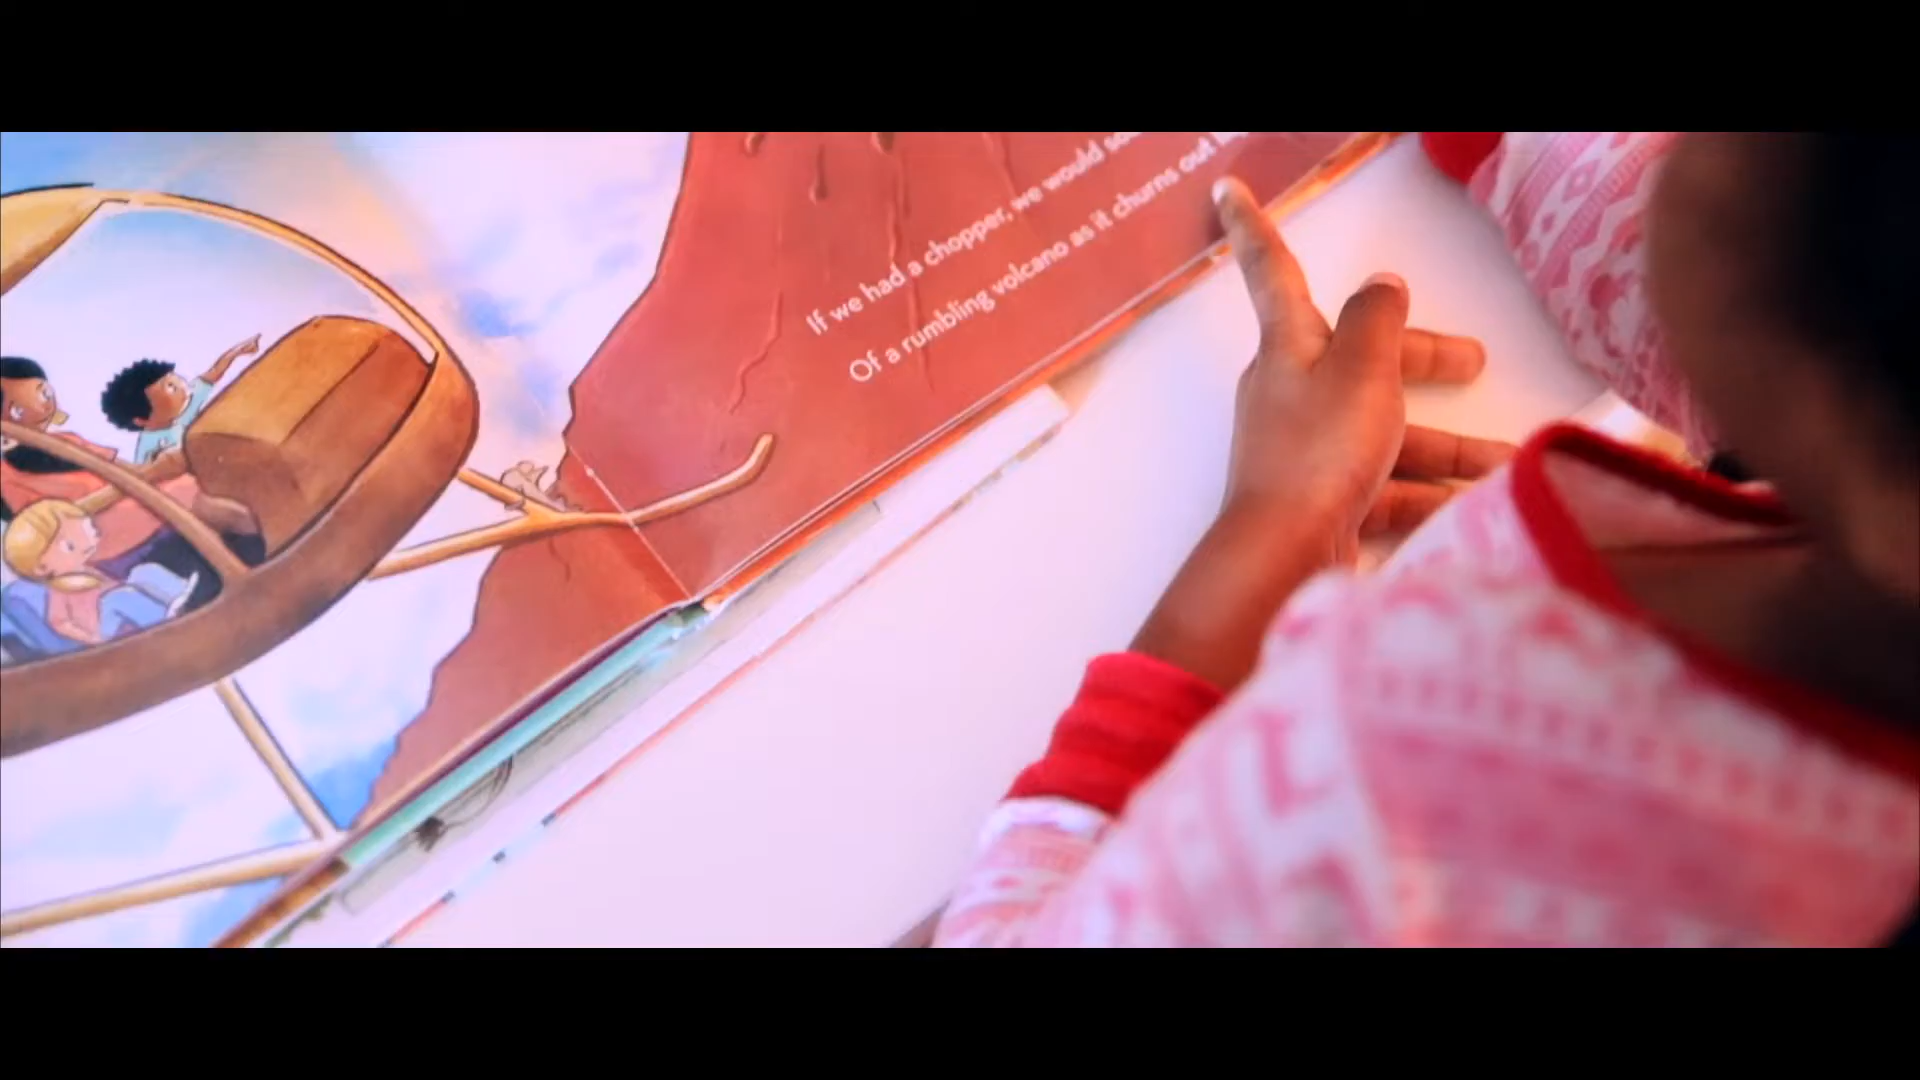 If we had a chopper, we would
Of a rumbling volcano as it churns out